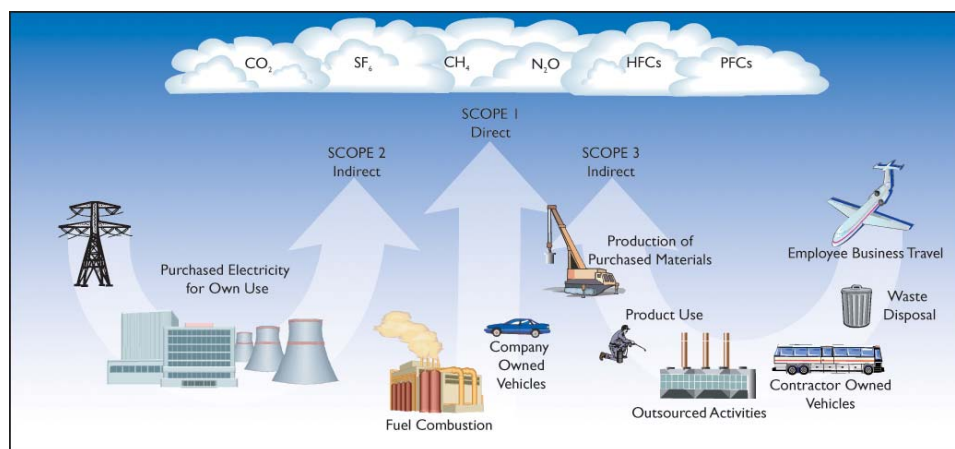 CO₂
SF₆
CH₄
N₂O
HFCs
PFCs
SCOPE 1
Direct
SCOPE 2
Indirect
SCOPE 3
Indirect
Purchased Electricity
for Own Use
Production of
Purchased Materials
Employee Business Travel
Waste
Disposal
Product Use
Company
Owned
Vehicles
Contractor Owned
Vehicles
Outsourced Activities
Fuel Combustion